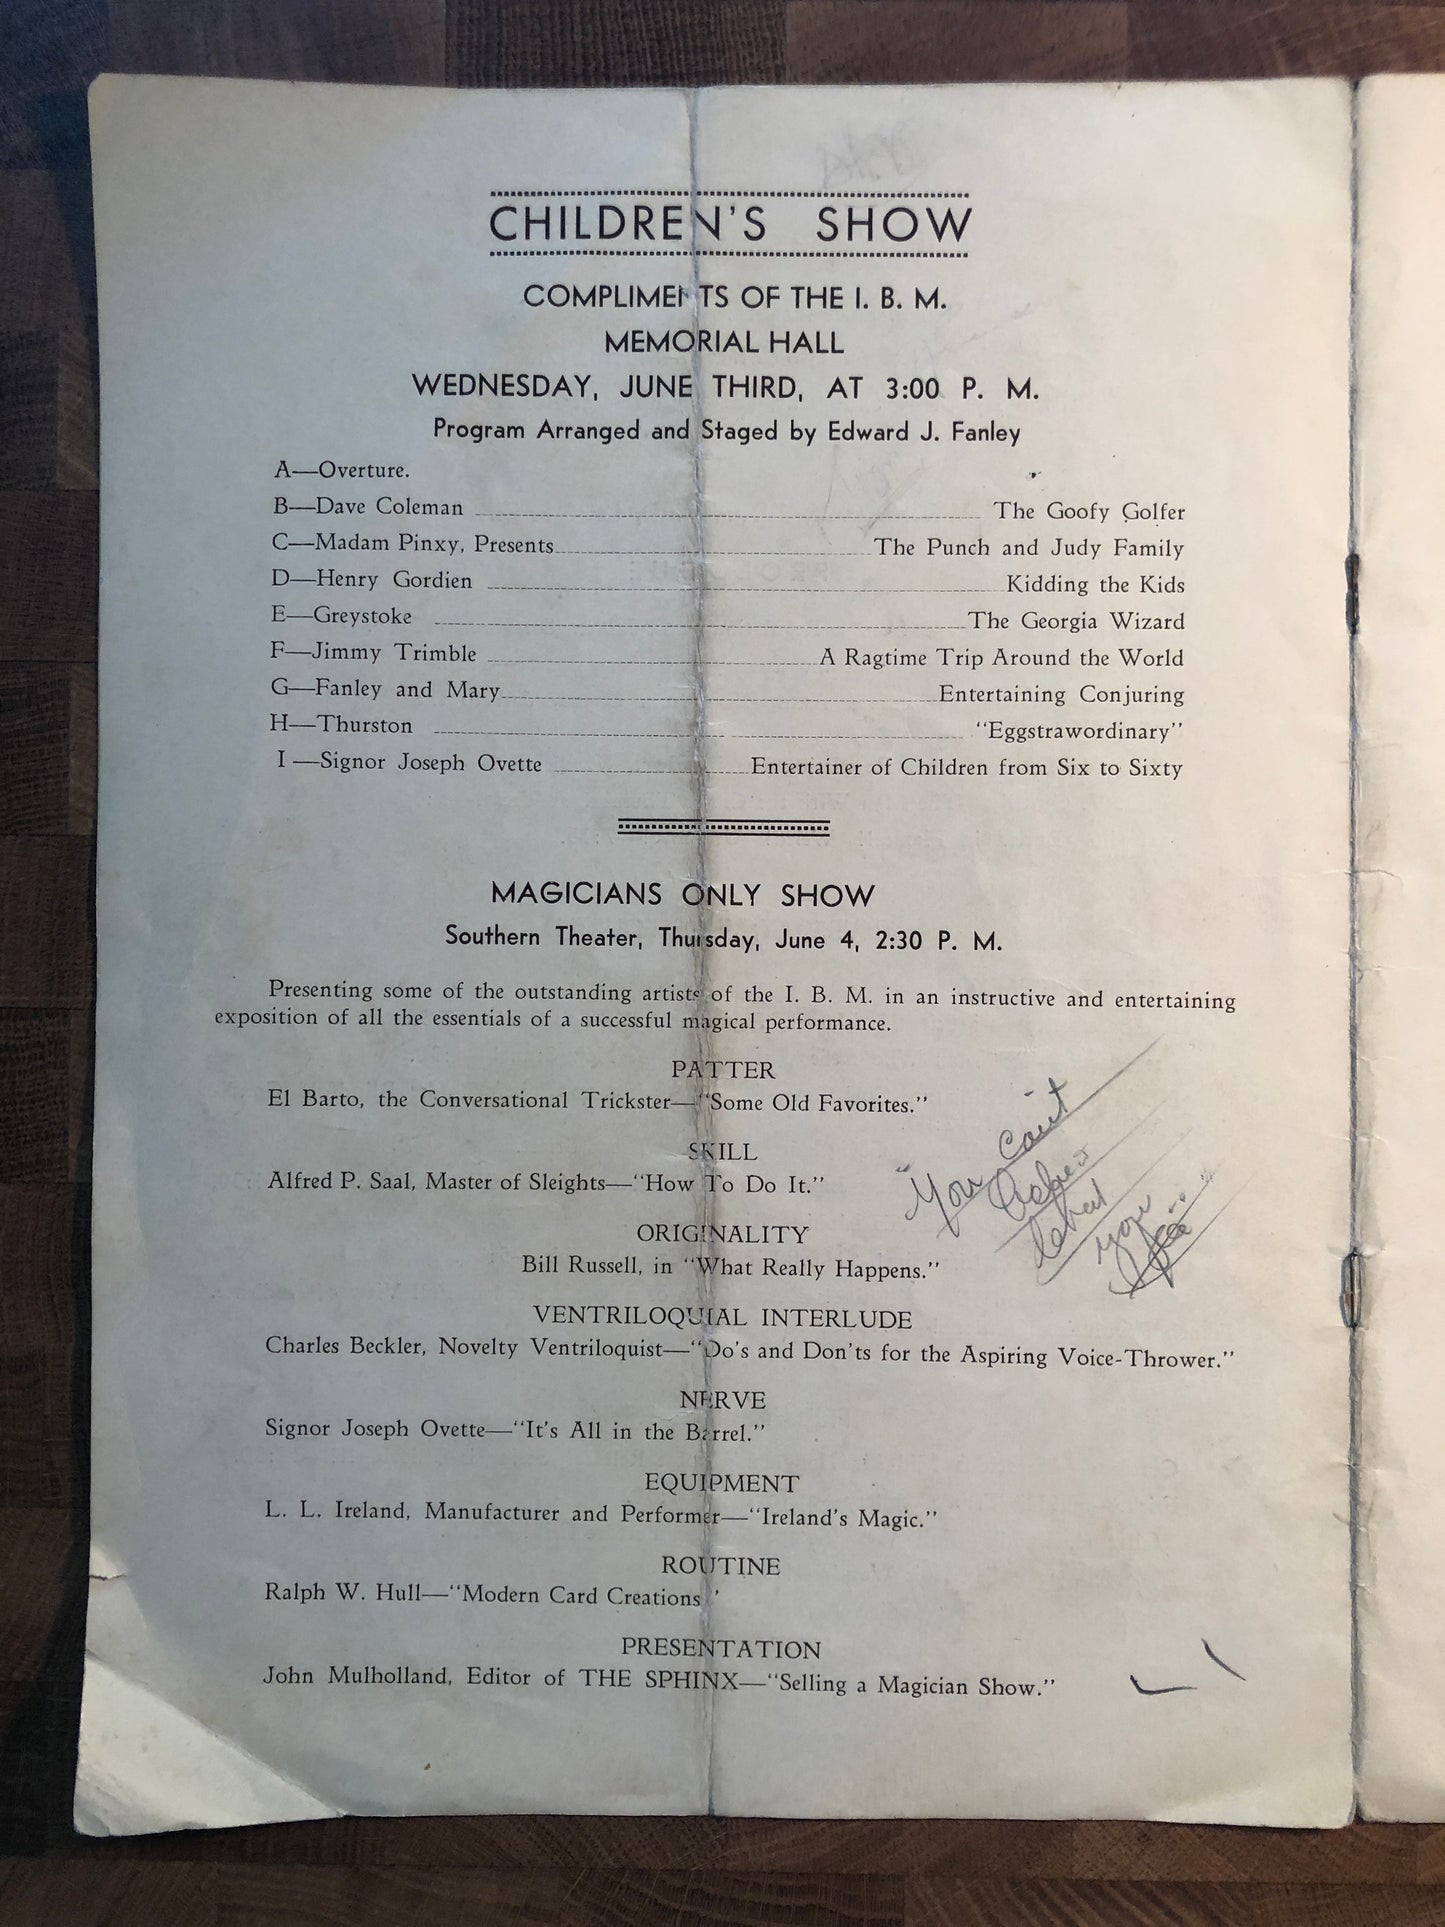 CHILDREN'S SHOW
COMPLIMENTS OF THE I. B. M.
MEMORIAL HALL
WEDNESDAY, JUNE THIRD, AT 3:00 P. M.
Program Arranged and Staged by Edward J. Fanley
A—Overture.
B—Dave Coleman The Goofy Golfer
C—Madam Pinxy, Presents The Punch and Judy Family
D—Henry Gordien Kidding the Kids
E—Greystoke The Georgia Wizard
F—Jimmy Trimble A Ragtime Trip Around the World
G—Fanley and Mary Entertaining Conjuring
H—Thurston "Eggstrawordinary"
I—Signor Joseph Ovette Entertainer of Children from Six to Sixty
MAGICIANS ONLY SHOW
Southern Theater, Thursday, June 4, 2:30 P. M.
Presenting some of the outstanding artists of the I. B. M. in an instructive and entertaining
exposition of all the essentials of a successful magical performance.
PATTER
El Barto, the Conversational Trickster—"Some Old Favorites."
SKILL
Alfred P. Saal, Master of Sleights—"How To Do It."
ORIGINALITY
Bill Russell, in "What Really Happens."
VENTRILOQUIAL INTERLUDE
Charles Beckler, Novelty Ventriloquist—"Do's and Don'ts for the Aspiring Voice-Thrower."
NERVE
Signor Joseph Ovette—"It's All in the Barrel."
EQUIPMENT
L. L. Ireland, Manufacturer and Performer—"Ireland's Magic."
ROUTINE
Ralph W. Hull—"Modern Card Creations"
PRESENTATION
John Mulholland, Editor of THE SPHINX—"Selling a Magician Show."
"You can't
what
you